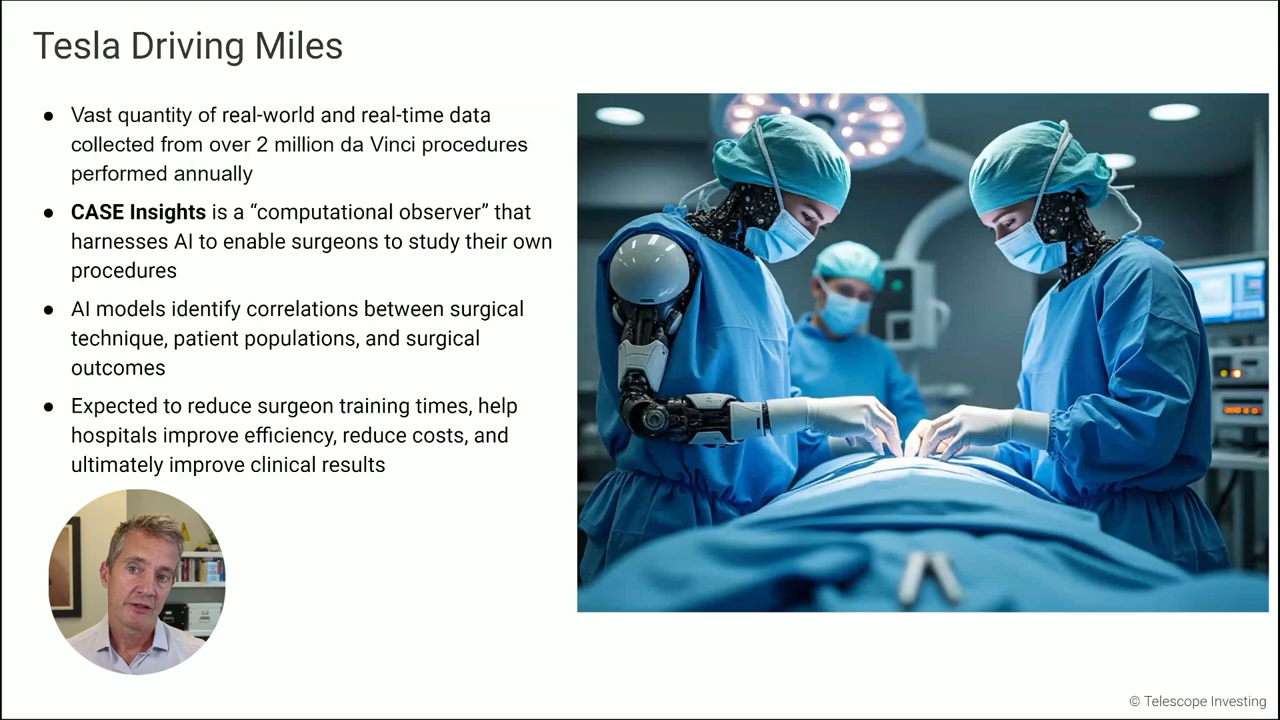 Tesla Driving Miles
● Vast quantity of real-world and real-time data
collected from over 2 million da Vinci procedures
performed annually
● CASE Insights is a “computational observer” that
harnesses AI to enable surgeons to study their own
procedures
● AI models identify correlations between surgical
technique, patient populations, and surgical
outcomes
● Expected to reduce surgeon training times, help
hospitals improve efficiency, reduce costs, and
ultimately improve clinical results
© Telescope Investing